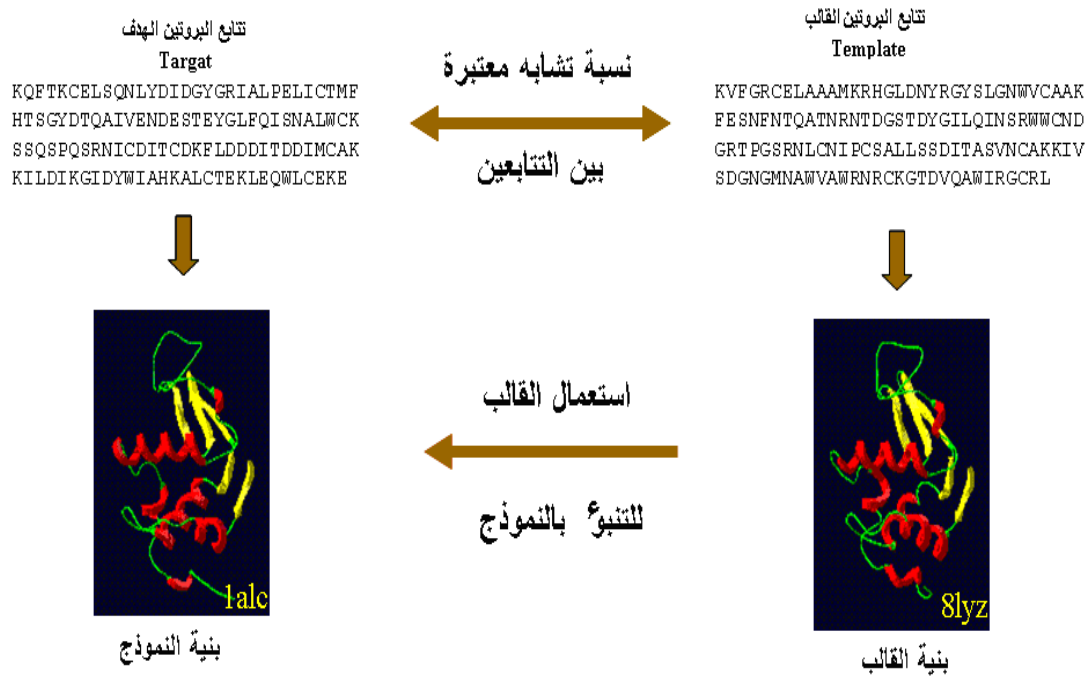 تتابع البروتين القالب
Template
KVFGRCELAAAMKRHGLDNYRGYSLGNWVCAAK
FESNFNTQATNRNTDGSTDYGILQINSRWWCND
GRTPGSRNLCNIPCSALLSSDITASVNCAKKIV
SDGNGMNAWVAWRNRCKGTDVQAWIRGCRL
نسبة تشابه معتبرة
بين التتابعين
تتابع البروتين الهدف
Targat
KQFTKCELSQNLYDIDGYGRIALPELICTMF
HTSGYDTQAIVENDESTEYGLFQISNALWCK
SSQSPQSRNICDITCDKFLDDDITDDIMCAK
KILDIKGIDYWIAHKALCTEKLEQWLCEKE
8lyz
بنية القالب
استعمال القالب
للتنبؤ بالنموذج
1alc
بنية النموذج